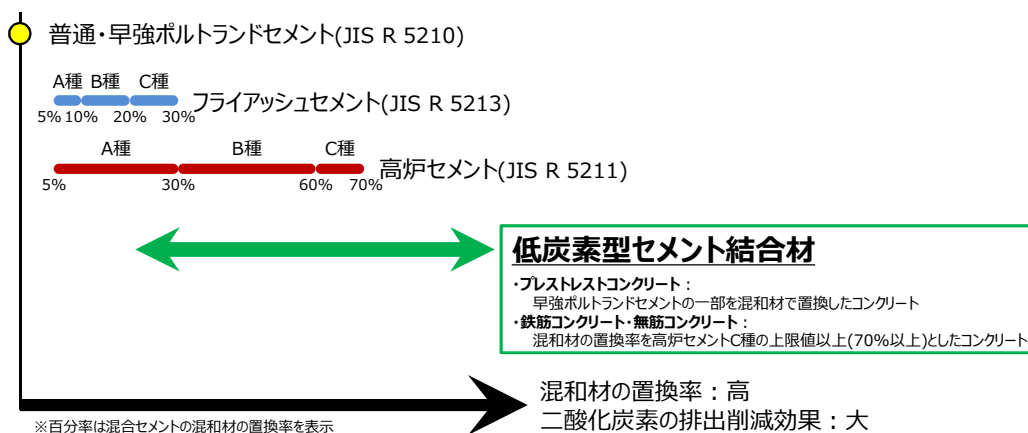 普通・早強ポルトランドセメント(JIS R 5210)
A種 B種 C種
フライアッシュセメント(JIS R 5213)
5% 10% 20% 30%
A種 B種 C種
高炉セメント(JIS R 5211)
5% 30% 60% 70%
低炭素型セメント結合材
・プレストレストコンクリート：
早強ポルトランドセメントの一部を混和材で置換したコンクリート
・鉄筋コンクリート・無筋コンクリート：
混和材の置換率を高炉セメントC種の上限値以上(70%以上)としたコンクリート
混和材の置換率：高
二酸化炭素の排出削減効果：大
※百分率は混合セメントの混和材の置換率を表示